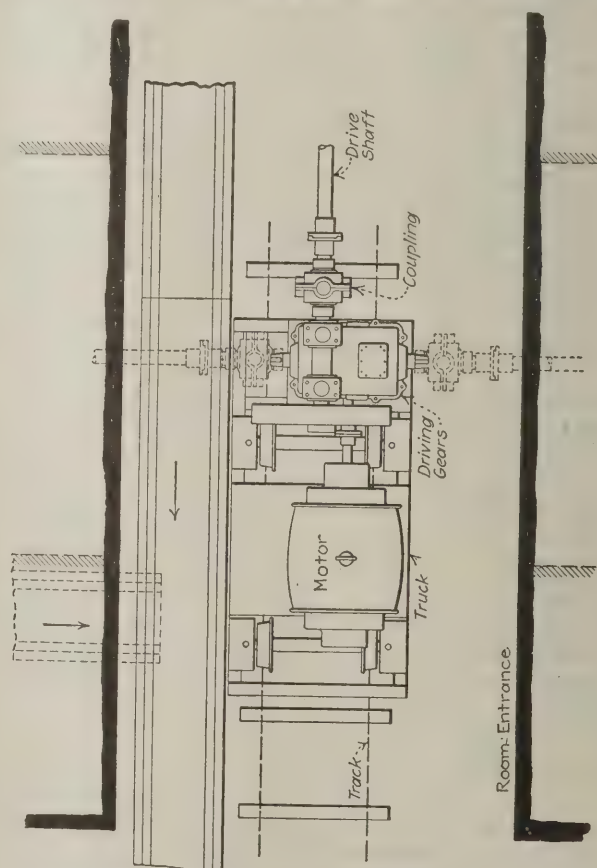 Drive
Shaft
Coupling
Driving
Gears
Motor
Truck
Track
Room Entrance